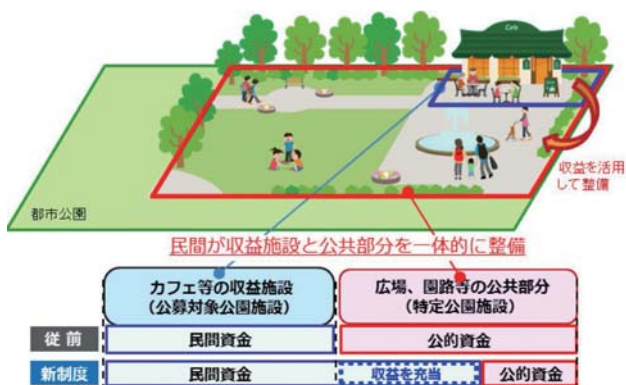 Cafe
収益を活用
して整備
都市公園
民間が収益施設と公共部分を一体的に整備
カフェ等の収益施設
(公募対象公園施設)
広場、園路等の公共部分
(特定公園施設)
従前 民間資金 公的資金
新制度 民間資金 収益を充当 公的資金